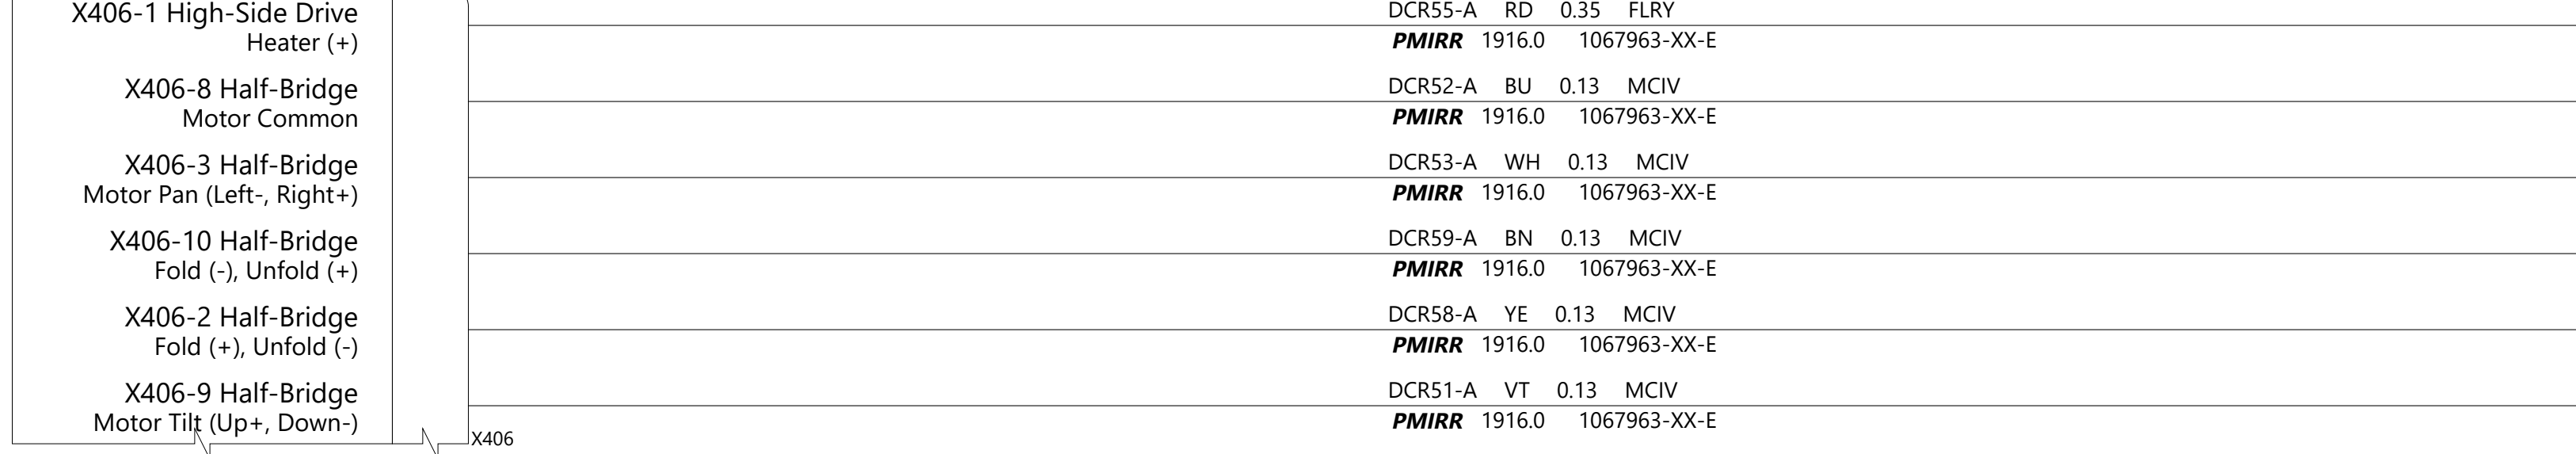 X406-1 High-Side Drive
Heater (+)
DCR55-A RD 0.35 FLRY
PMIRR 1916.0 1067963-XX-E
X406-8 Half-Bridge
Motor Common
DCR52-A BU 0.13 MCIV
PMIRR 1916.0 1067963-XX-E
X406-3 Half-Bridge
Motor Pan (Left-, Right+)
DCR53-A WH 0.13 MCIV
PMIRR 1916.0 1067963-XX-E
X406-10 Half-Bridge
Fold (-), Unfold (+)
DCR59-A BN 0.13 MCIV
PMIRR 1916.0 1067963-XX-E
X406-2 Half-Bridge
Fold (+), Unfold (-)
DCR58-A YE 0.13 MCIV
PMIRR 1916.0 1067963-XX-E
X406-9 Half-Bridge
Motor Tilt (Up+, Down-)
DCR51-A VT 0.13 MCIV
PMIRR 1916.0 1067963-XX-E
X406